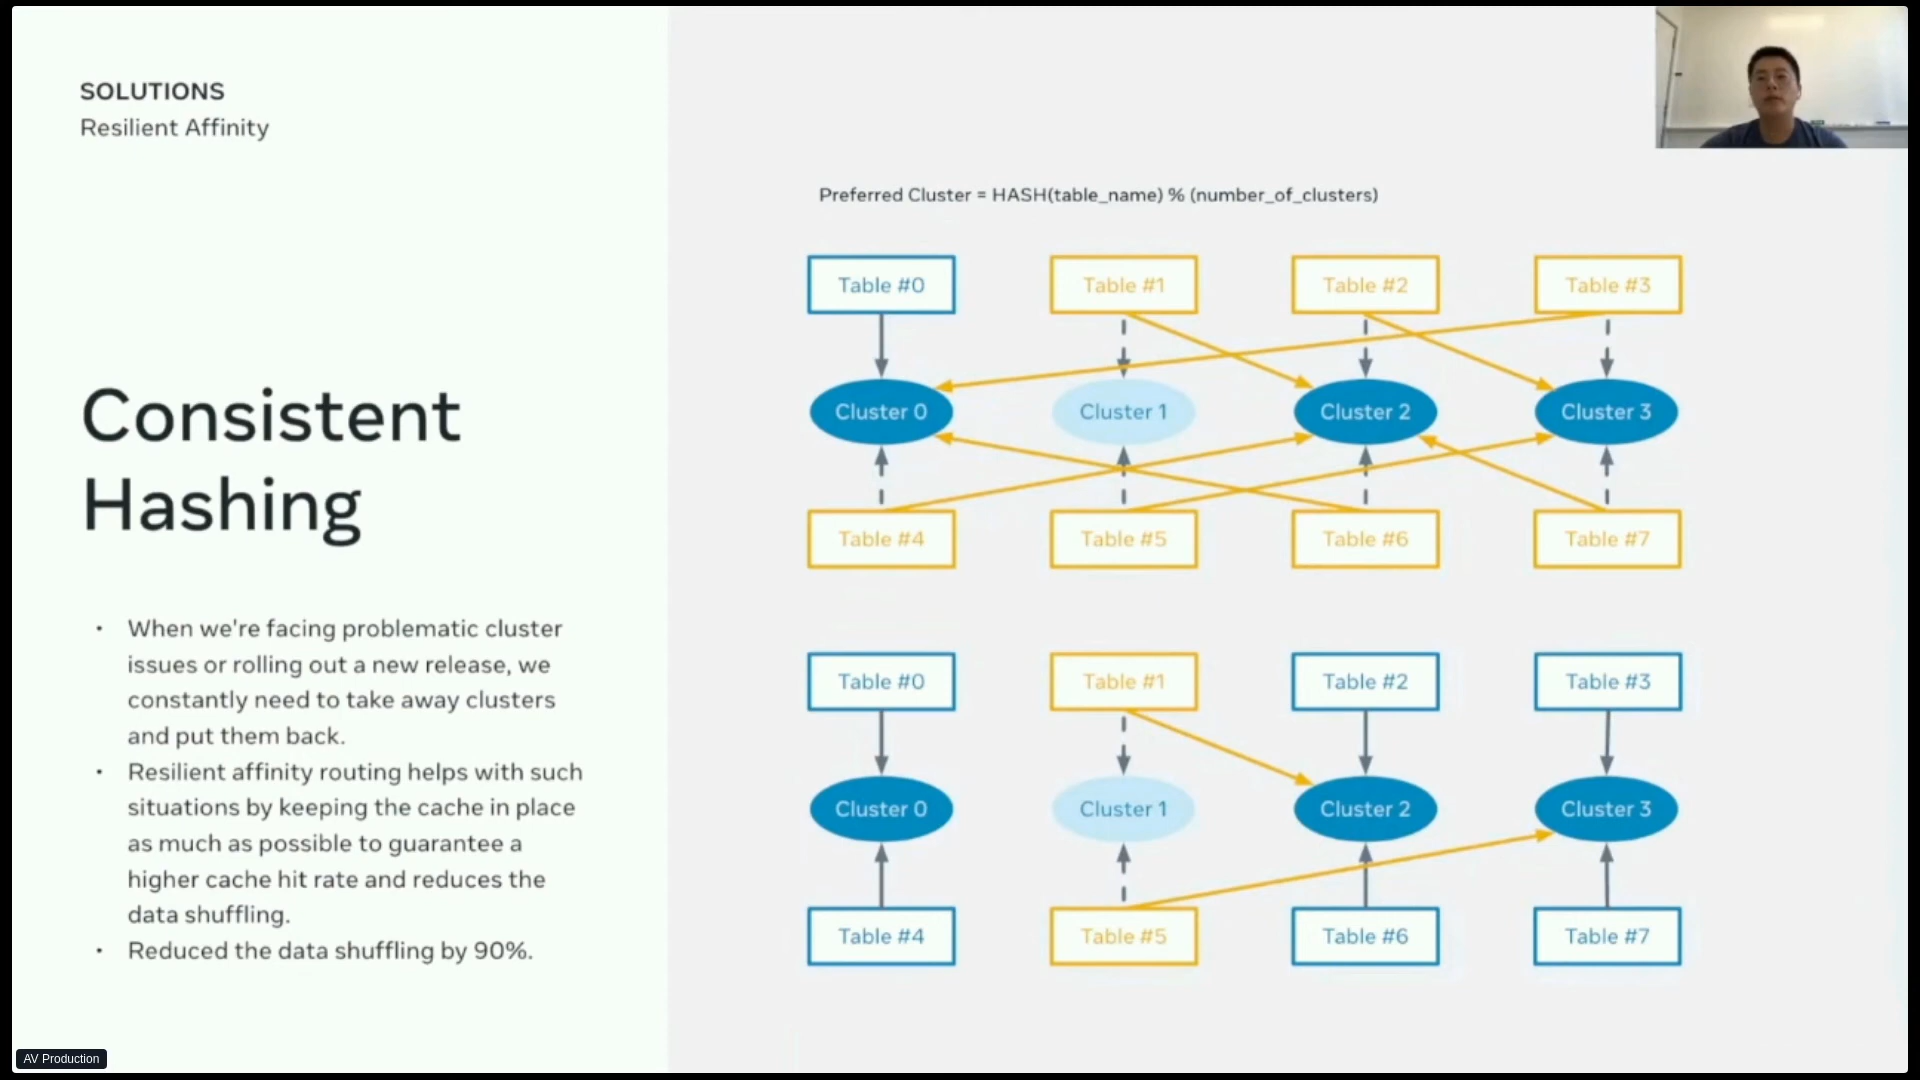 SOLUTIONS
Resilient Affinity
Consistent
Hashing
• When we're facing problematic cluster
issues or rolling out a new release, we
constantly need to take away clusters
and put them back.
• Resilient affinity routing helps with such
situations by keeping the cache in place
as much as possible to guarantee a
higher cache hit rate and reduces the
data shuffling.
• Reduced the data shuffling by 90%.
Preferred Cluster = HASH(table_name) % (number_of_clusters)
Table #0 Table #1 Table #2 Table #3
Cluster 0 Cluster 1 Cluster 2 Cluster 3
Table #4 Table #5 Table #6 Table #7
Table #0 Table #1 Table #2 Table #3
Cluster 0 Cluster 1 Cluster 2 Cluster 3
Table #4 Table #5 Table #6 Table #7
AV Production